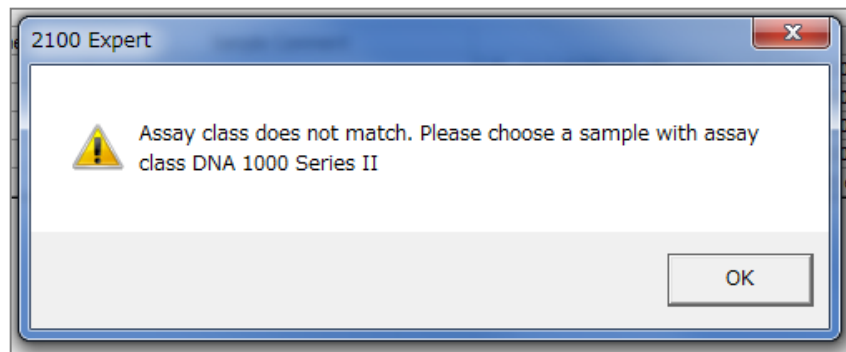 2100 Expert
Assay class does not match. Please choose a sample with assay
class DNA 1000 Series II
OK